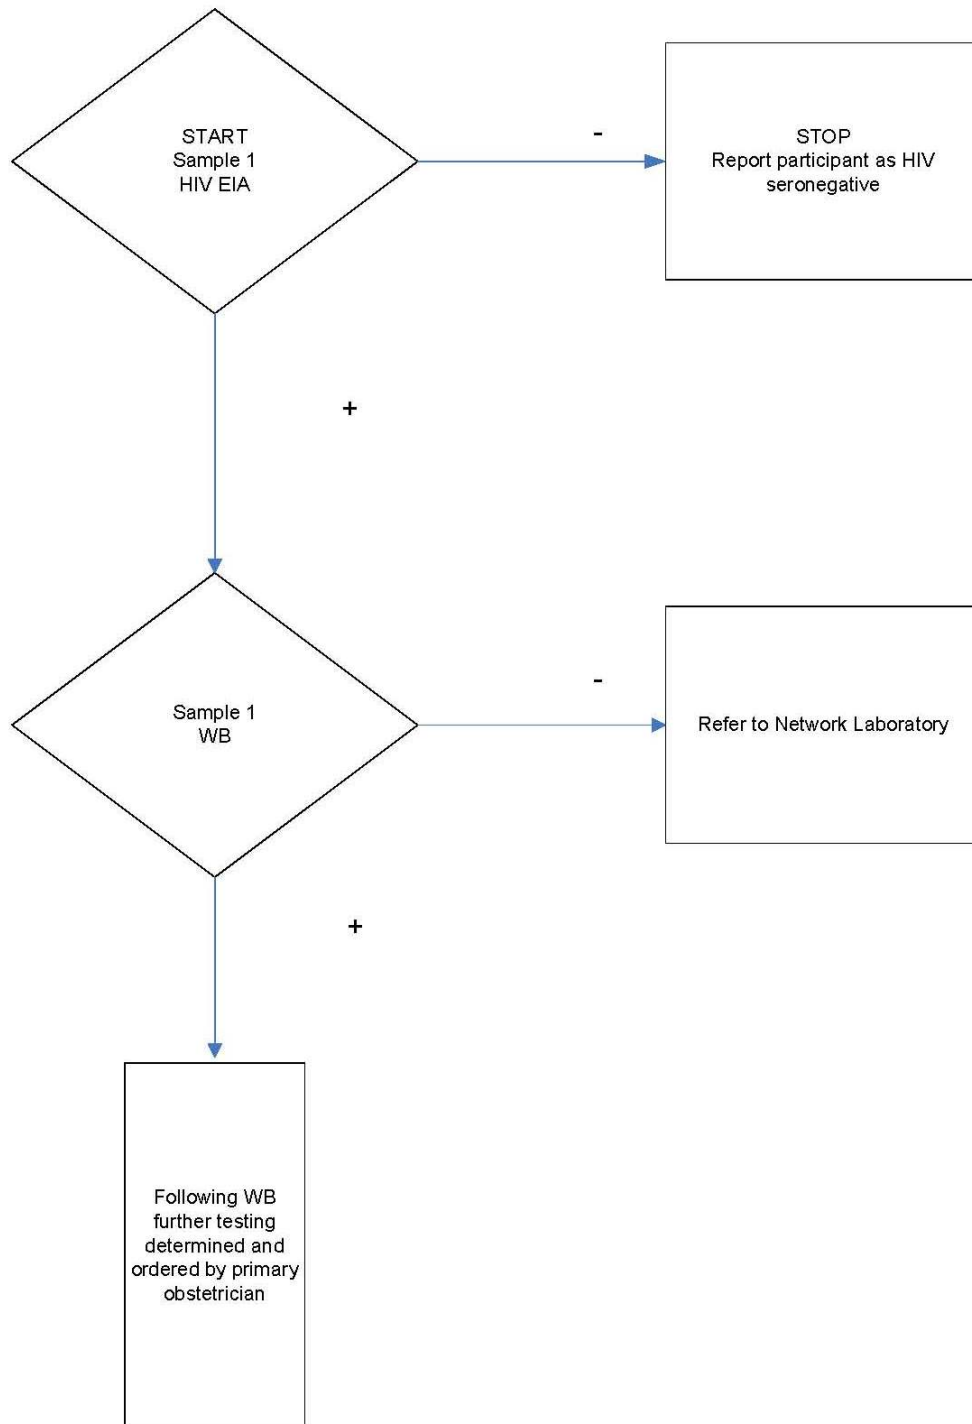 START
Sample 1
HIV EIA
-
STOP
Report participant as HIV
seronegative
+
Sample 1
WB
-
Refer to Network Laboratory
+
Following WB
further testing
determined and
ordered by primary
obstetrician